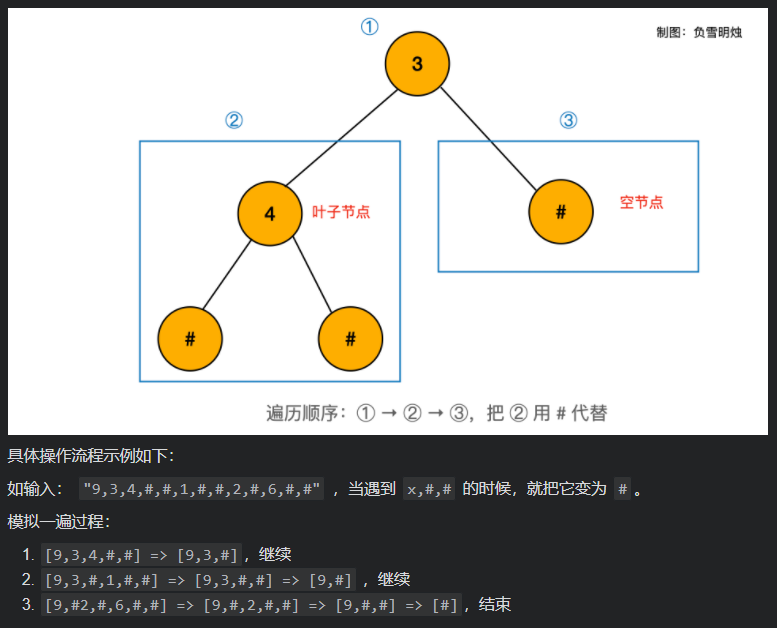 ①
制图：负雪明烛
3
②
③
4
叶子节点
#
空节点
#
#
遍历顺序：① → ② → ③，把 ② 用 # 代替
具体操作流程示例如下：
如输入： "9,3,4,#,#,1,#,#,2,#,6,#,#" ，当遇到 x,#,# 的时候，就把它变为 # 。
模拟一遍过程：
1. [9,3,4,#,#] => [9,3,#]，继续
2. [9,3,#,1,#,#] => [9,3,#,#] => [9,#] ，继续
3. [9,#2,#,6,#,#] => [9,#,2,#,#] => [9,#,#] => [#]，结束